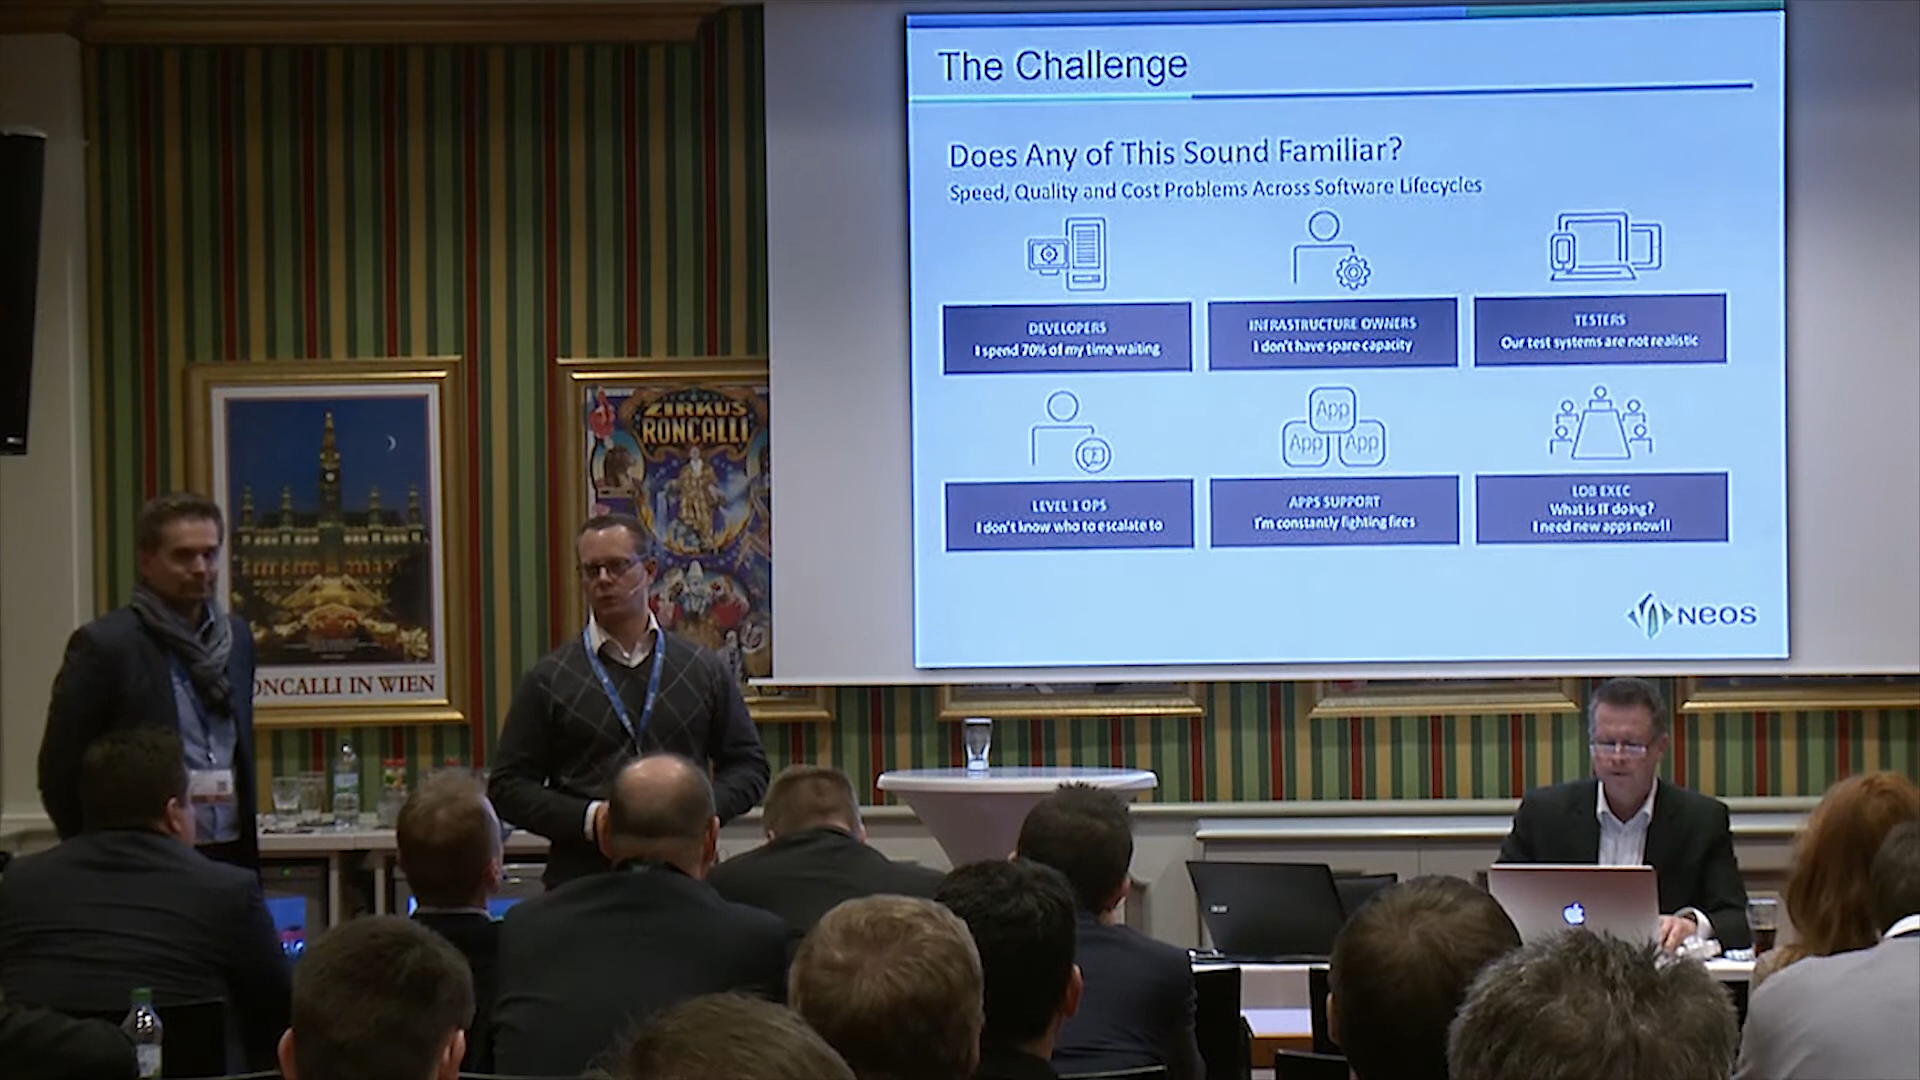 The Challenge
Does Any of This Sound Familiar?
Speed, Quality and Cost Problems Across Software Lifecycles
DEVELOPERS
I spend 70% of my time waiting
INFRASTRUCTURE OWNERS
I don't have spare capacity
TESTERS
Our test systems are not realistic
App
App App
LEVEL 1 OPS
I don't know who to escalate to
APPS SUPPORT
I'm constantly fighting fires
LOB EXEC
What is IT doing?
I need new apps now!!
Neos
ZIRKUS
RONCALLI
ONCALLI IN WIEN